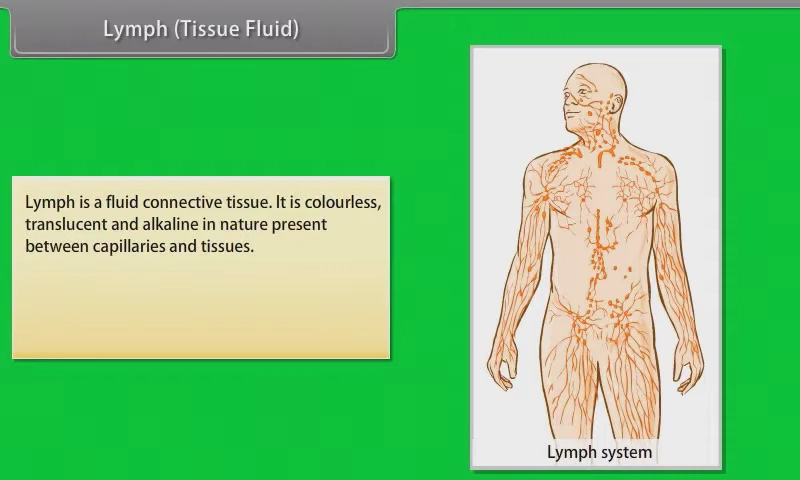 Lymph (Tissue Fluid)
Lymph is a fluid connective tissue. It is colourless,
translucent and alkaline in nature present
between capillaries and tissues.
Lymph system